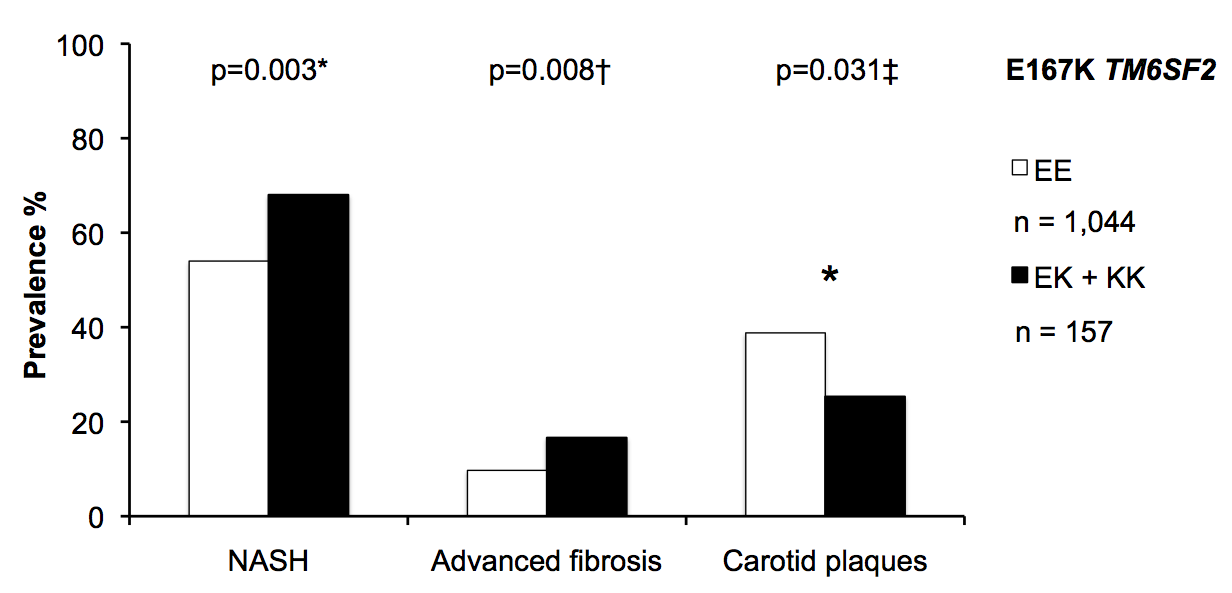 100
80
60
40
20
0
Prevalence %
p=0.003*
p=0.008†
p=0.031‡
*
NASH
Advanced fibrosis
Carotid plaques
E167K TM6SF2
EE
n = 1,044
EK + KK
n = 157